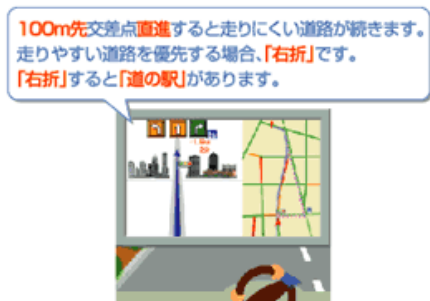 100m先交差点直進すると走りにくい道路が続きます。
走りやすい道路を優先する場合、「右折」です。
「右折」すると「道の駅」があります。